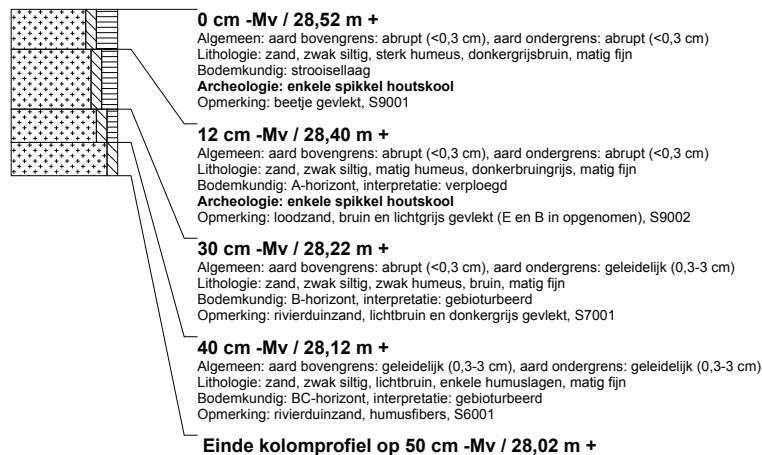 0 cm -Mv / 28,52 m +
Algemeen: aard bovengrens: abrupt (<0,3 cm), aard ondergrens: abrupt (<0,3 cm)
Lithologie: zand, zwak siltig, sterk humeus, donkergrijsbruin, matig fijn
Bodemkundig: strooisellaag
Archeologie: enkele spikkel houtskool
Opmerking: beetje gevlekt, S9001
12 cm -Mv / 28,40 m +
Algemeen: aard bovengrens: abrupt (<0,3 cm), aard ondergrens: abrupt (<0,3 cm)
Lithologie: zand, zwak siltig, matig humeus, donkerbruingrijs, matig fijn
Bodemkundig: A-horizont, interpretatie: verploegd
Archeologie: enkele spikkel houtskool
Opmerking: loodzand, bruin en lichtgrijs gevlekt (E en B in opgenomen), S9002
30 cm -Mv / 28,22 m +
Algemeen: aard bovengrens: abrupt (<0,3 cm), aard ondergrens: geleidelijk (0,3-3 cm)
Lithologie: zand, zwak siltig, zwak humeus, bruin, matig fijn
Bodemkundig: B-horizont, interpretatie: gebioturbeerd
Opmerking: rivierduinzand, lichtbruin en donkergrijs gevlekt, S7001
40 cm -Mv / 28,12 m +
Algemeen: aard bovengrens: geleidelijk (0,3-3 cm), aard ondergrens: geleidelijk (0,3-3 cm)
Lithologie: zand, zwak siltig, lichtbruin, enkele humuslagen, matig fijn
Bodemkundig: BC-horizont, interpretatie: gebioturbeerd
Opmerking: rivierduinzand, humusfibers, S6001
Einde kolomprofiel op 50 cm -Mv / 28,02 m +